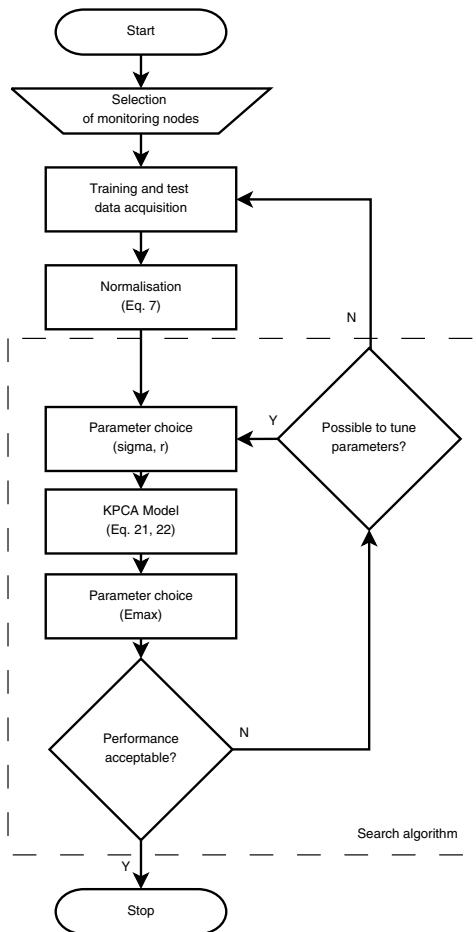 Start
Selection
of monitoring nodes
Training and test
data acquisition
Normalisation
(Eq. 7)
N
Parameter choice
(sigma, r)
Y
Possible to tune
parameters?
KPCA Model
(Eq. 21, 22)
Parameter choice
(Emax)
Performance
acceptable?
N
Search algorithm
Y
Stop